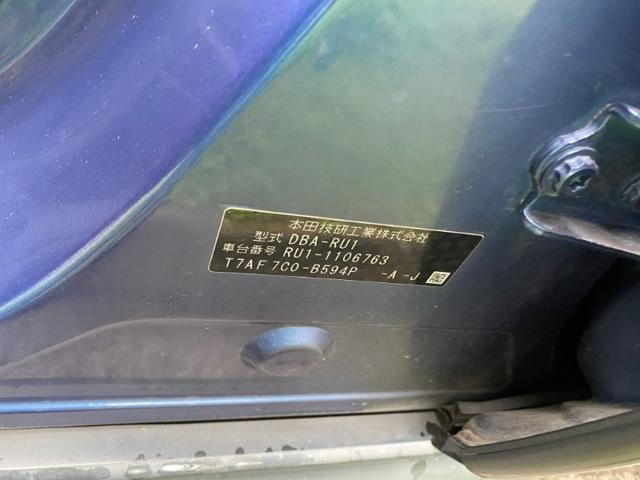 本田技研工業株式会社
型式 DBA-RU1
車台番号 RU1-1106763
T7AF 7C0-B594P -A -J